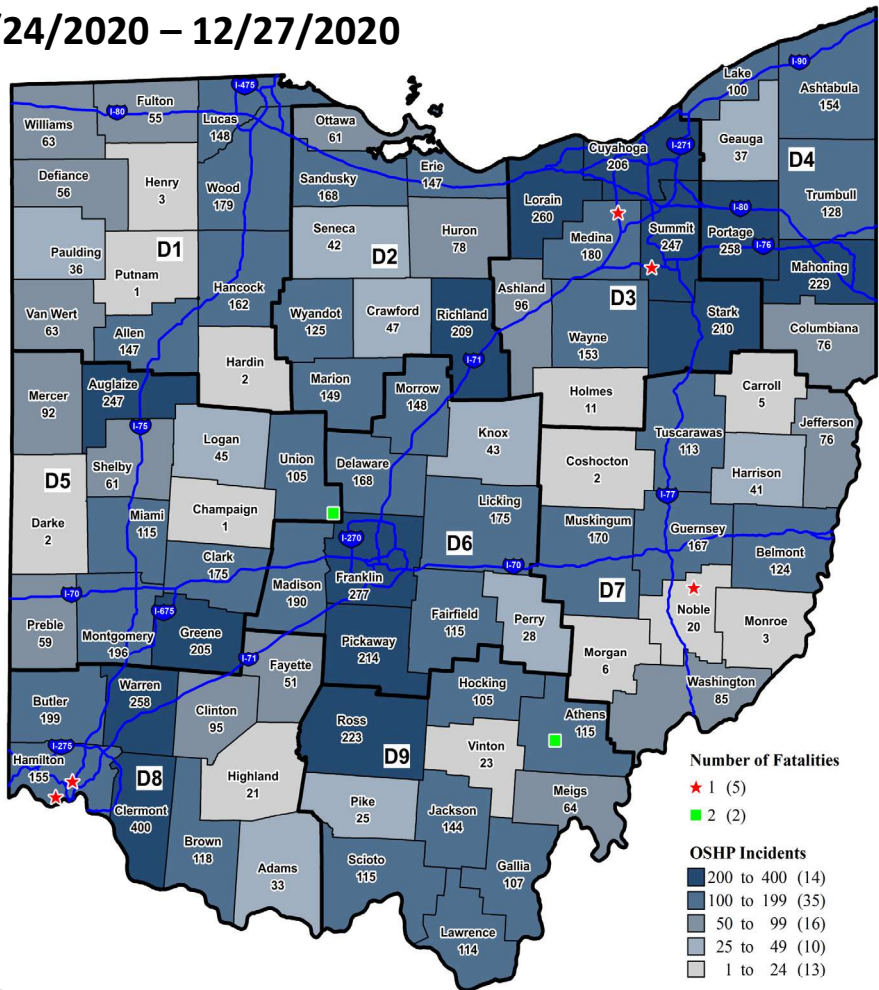 /24/2020 – 12/27/2020
I-475
I-90
Lake
100
Ashtabula
154
Fulton
55
I-80
Lucas
148
Williams
63
Ottawa
61
Cuyahoga
206
I-271
Geauga
37
D4
Erie
147
Defiance
56
Henry
3
Wood
179
Sandusky
168
Lorain
260
I-80
Trumbull
128
Seneca
42
Huron
78
Medina
180
Summit
247
Portage
258
I-76
Paulding
36
D1
D2
Putnam
1
Mahoning
229
Hancock
162
Ashland
96
D3
Van Wert
63
Wyandot
125
Crawford
47
Richland
209
Stark
210
Columbiana
76
Allen
147
Wayne
153
Hardin
2
I-71
Mercer
92
Auglaize
247
Marion
149
Morrow
148
Holmes
11
Carroll
5
Jefferson
76
I-75
Logan
45
Knox
43
Tuscarawas
113
Shelby
61
Union
105
Delaware
168
Coshocton
2
Harrison
41
D5
I-77
Darke
2
Miami
115
Champaign
1
Licking
175
Muskingum
170
Guernsey
167
I-270
D6
Clark
175
Belmont
124
I-70
Franklin
277
I-70
Madison
190
D7
I-675
Noble
20
Preble
59
Montgomery
196
Greene
205
Fairfield
115
Perry
28
Monroe
3
Pickaway
214
I-71
Morgan
6
Fayette
51
Washington
85
Butler
199
Warren
258
Hocking
105
Clinton
95
Athens
115
Ross
223
I-275
D9
Vinton
23
Hamilton
155
D8
Highland
21
Meigs
64
Clermont
400
Pike
25
Jackson
144
Brown
118
Scioto
115
Gallia
107
Adams
33
Lawrence
114
Number of Fatalities
1 (5)
2 (2)
OSHP Incidents
200 to 400 (14)
100 to 199 (35)
50 to 99 (16)
25 to 49 (10)
1 to 24 (13)